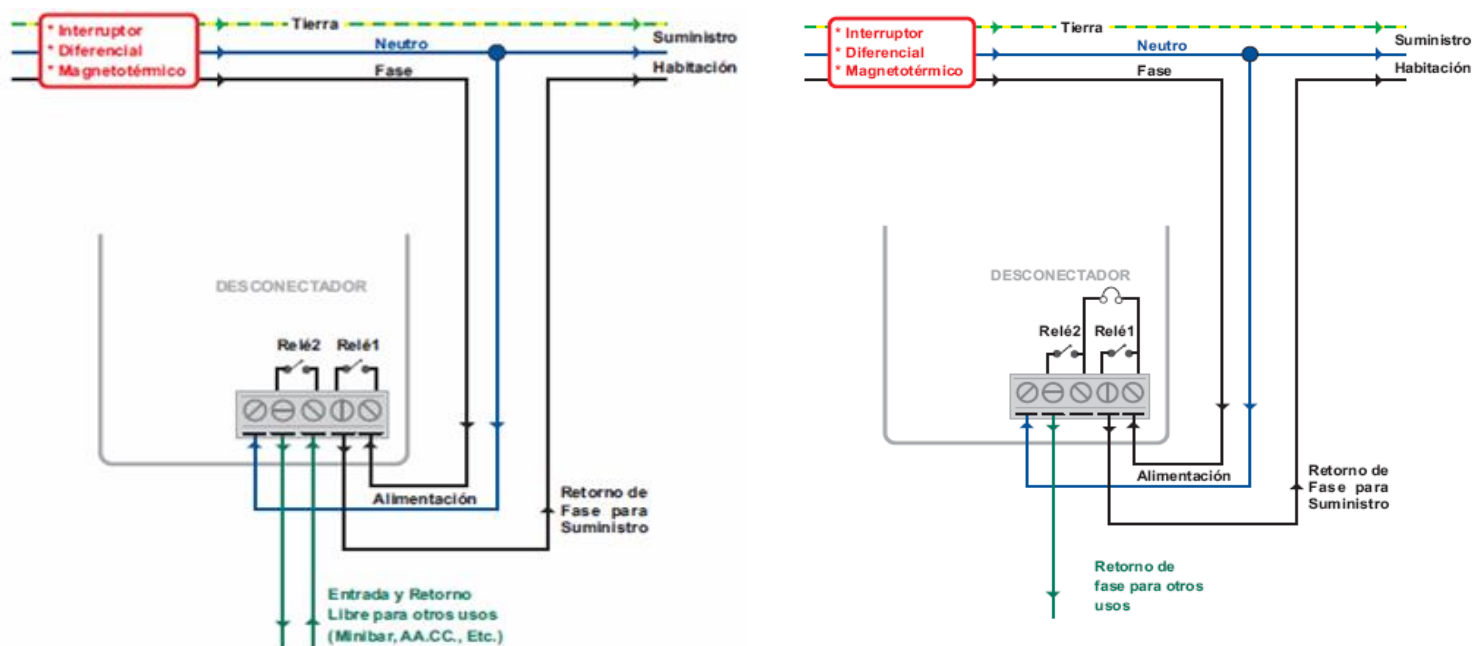 * Interruptor
* Diferencial
* Magnetotérmico
Tierra
Neutro
Fase
Suministro
Habitación
DESCONECTADOR
Relé2
Relé1
Alimentación
Retorno de
Fase para
Suministro
Entrada y Retorno
Libre para otros usos
(Minibar, AA.CC., Etc.)
* Interruptor
* Diferencial
* Magnetotérmico
Tierra
Neutro
Fase
Suministro
Habitación
DESCONECTADOR
Relé2
Relé1
Alimentación
Retorno de
Fase para
Suministro
Retorno de
fase para otros
usos